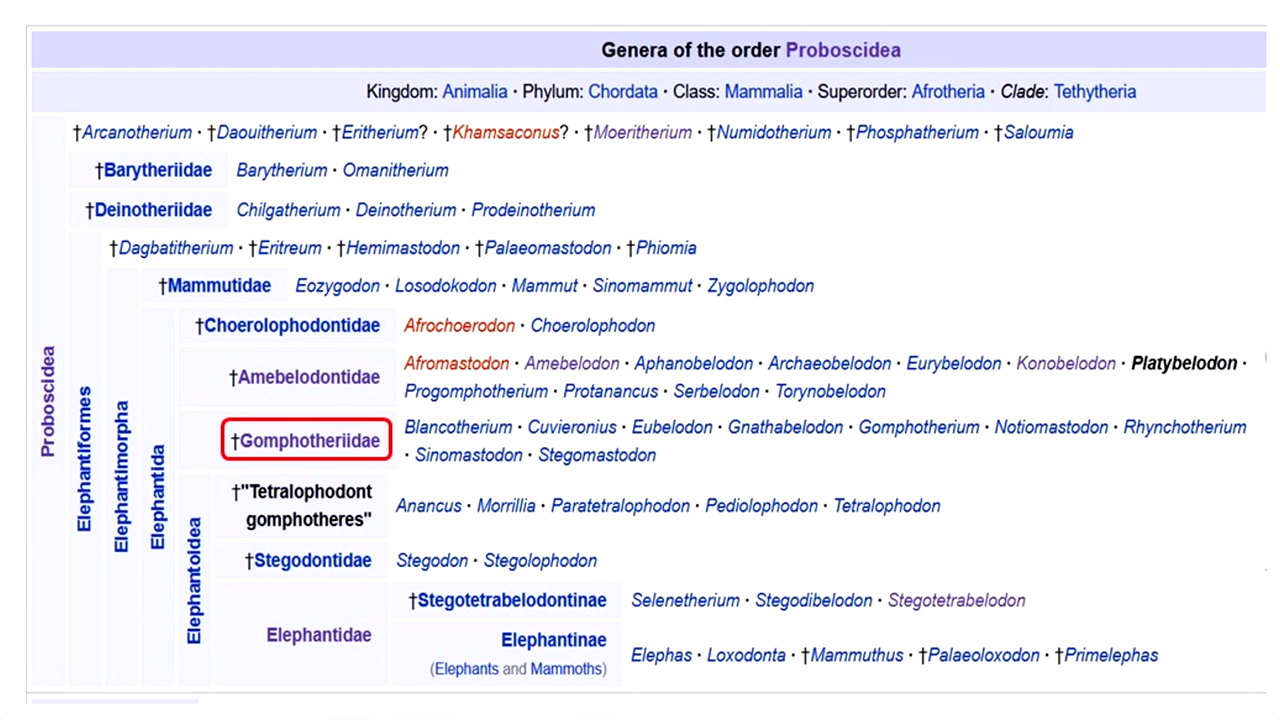 Genera of the order Proboscidea
Kingdom: Animalia · Phylum: Chordata · Class: Mammalia · Superorder: Afrotheria · Clade: Tethytheria
Proboscidea
†Arcanotherium · †Daouitherium · †Eritherium? · †Khamsaconus? · †Moeritherium · †Numidotherium · †Phosphatherium · †Saloumia
†Barytheriidae Barytherium · Omanitherium
†Deinotheriidae Chilgatherium · Deinotherium · Prodeinotherium
Elephantiformes
†Dagbatitherium · †Eritreum · †Hemimastodon · †Palaeomastodon · †Phiomia
Elephantimorpha
†Mammutidae Eozygodon · Losodokodon · Mammut · Sinomammut · Zygolophodon
Elephantida
†Choerolophodontidae Afrochoerodon · Choerolophodon
†Amebelodontidae
Afromastodon · Amebelodon · Aphanobelodon · Archaeobelodon · Eurybelodon · Konobelodon · Platybelodon ·
Progomphotherium · Protanancus · Serbelodon · Torynobelodon
†Gomphotheriidae
Blancotherium · Cuvieronius · Eubelodon · Gnathabelodon · Gomphotherium · Notiomastodon · Rhynchotherium
· Sinomastodon · Stegomastodon
Elephantoidea
†"Tetralophodont
gomphotheres"
Anancus · Morrillia · Paratetralophodon · Pediolophodon · Tetralophodon
†Stegodontidae Stegodon · Stegolophodon
Elephantidae
†Stegotetrabelodontinae Selenetherium · Stegodibelodon · Stegotetrabelodon
Elephantinae
(Elephants and Mammoths)
Elephas · Loxodonta · †Mammuthus · †Palaeoloxodon · †Primelephas